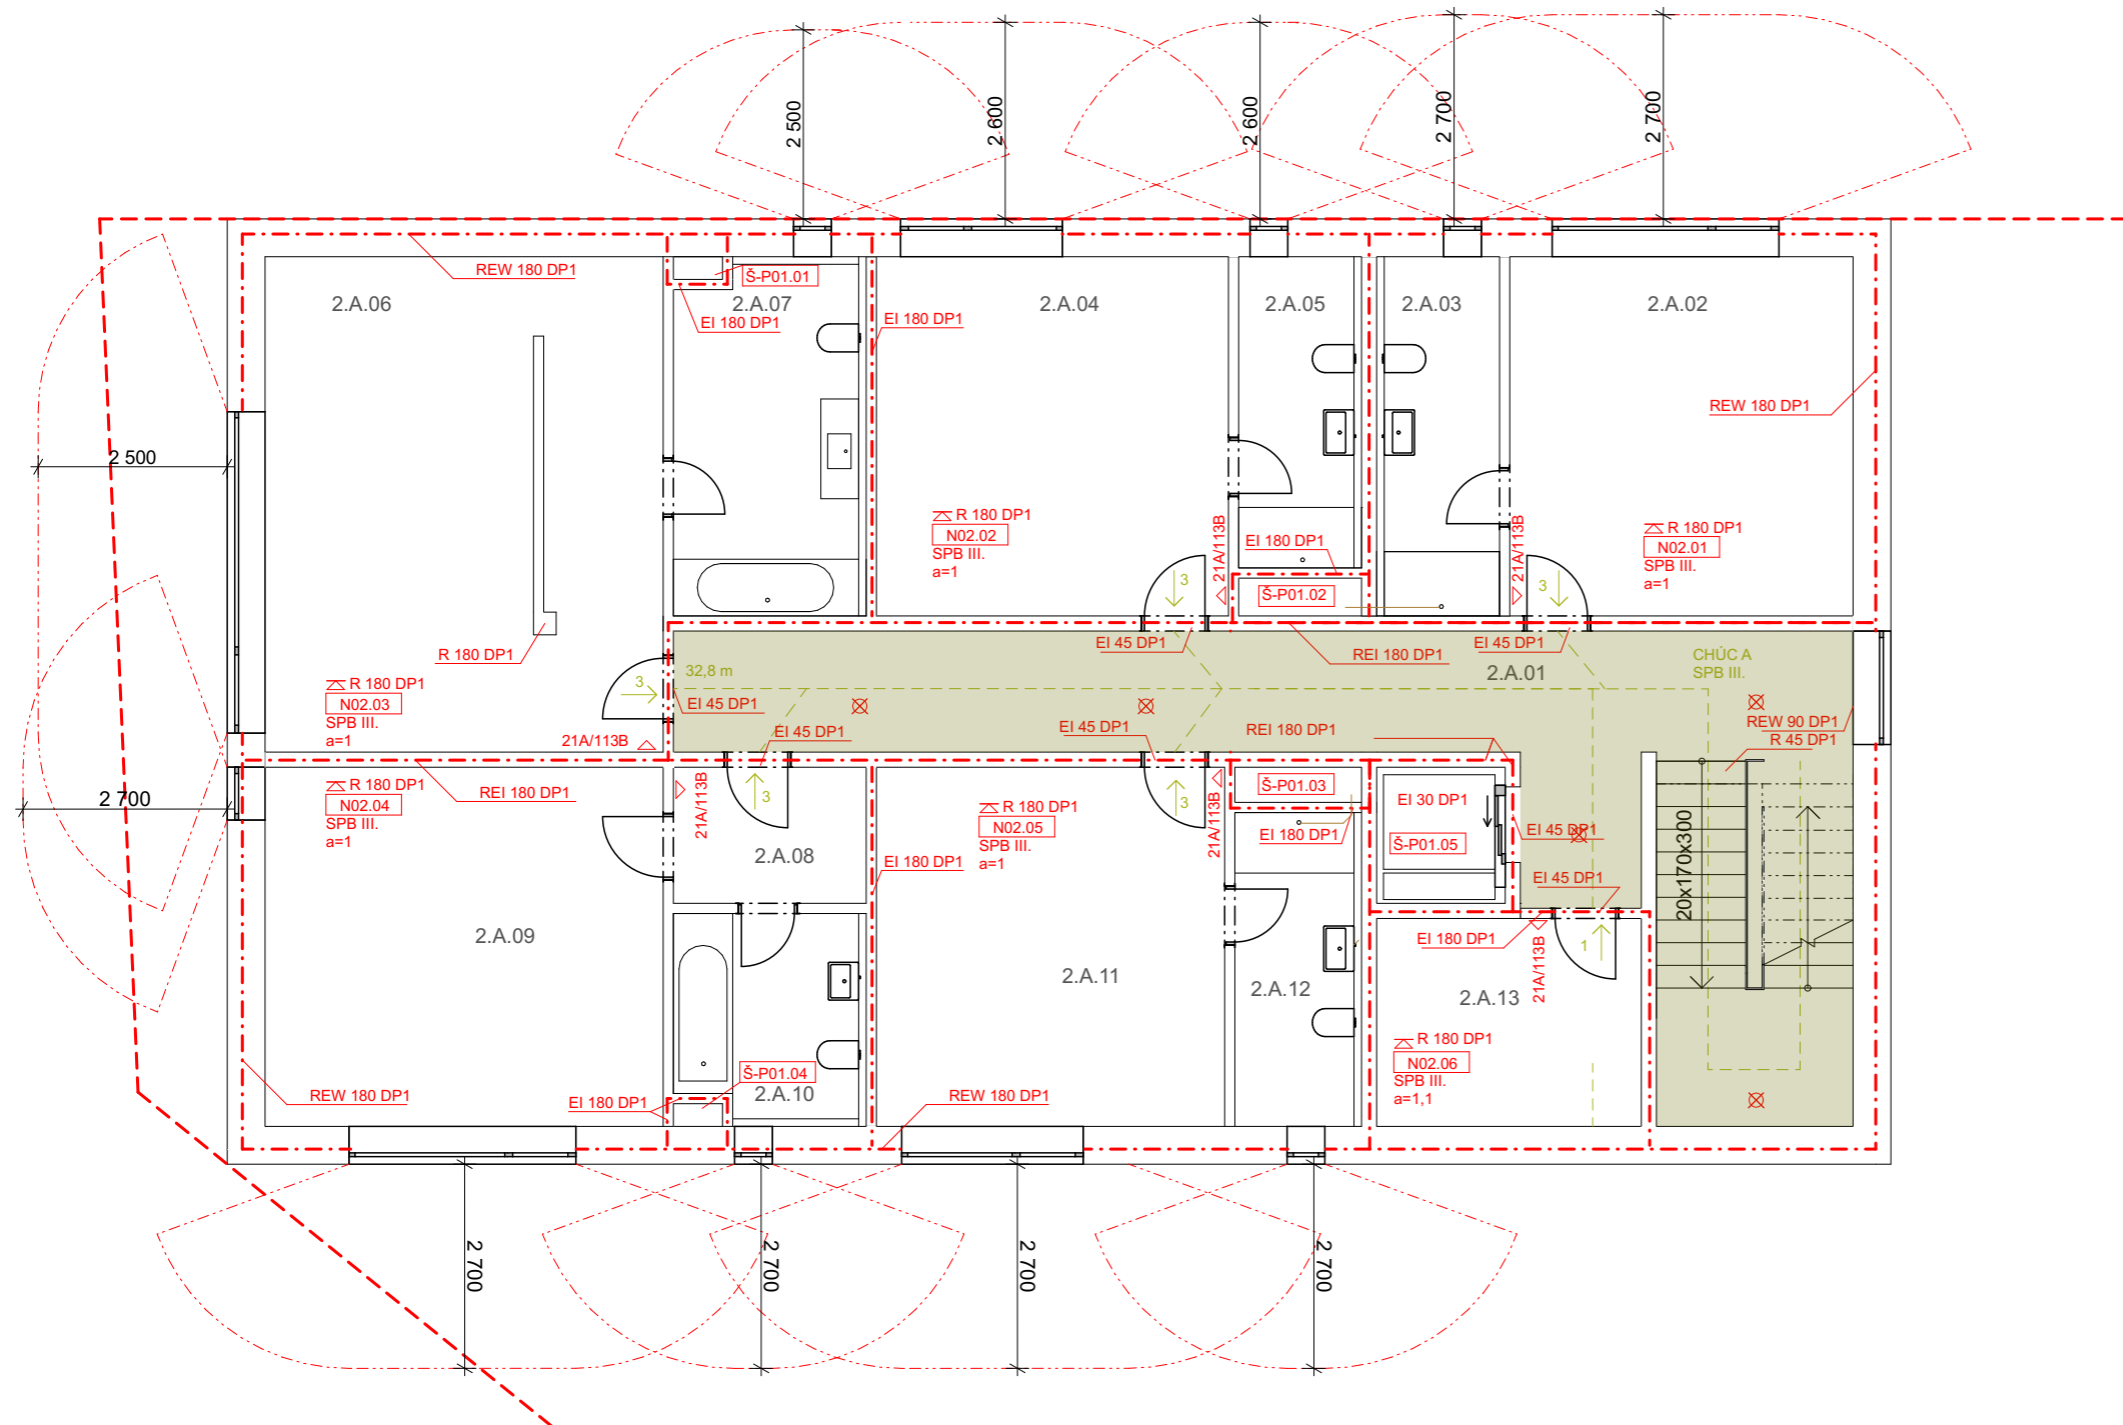 2 500
2 600
2 600
2 700
2 700
REW 180 DP1
Š-P01.01
2.A.06
2.A.07
2.A.04
2.A.05
2.A.03
2.A.02
EI 180 DP1
EI 180 DP1
REW 180 DP1
2 500
R 180 DP1
N02.02
SPB III.
a=1
21A/113B
EI 180 DP1
21A/113B
R 180 DP1
N02.01
SPB III.
a=1
3
Š-P01.02
3
R 180 DP1
EI 45 DP1
REI 180 DP1
EI 45 DP1
2.A.01
CHÚC A
SPB III.
32,8 m
3
R 180 DP1
N02.03
SPB III.
a=1
21A/113B
EI 45 DP1
EI 45 DP1
EI 45 DP1
REI 180 DP1
REW 90 DP1
R 45 DP1
2 700
R 180 DP1
N02.04
SPB III.
a=1
REI 180 DP1
21A/113B
3
R 180 DP1
N02.05
SPB III.
a=1
3
21A/113B
Š-P01.03
EI 180 DP1
EI 30 DP1
Š-P01.05
EI 45 DP1
2.A.08
EI 180 DP1
EI 45 DP1
20x170x300
2.A.09
2.A.11
2.A.12
EI 180 DP1
21A/113B
1
2.A.13
R 180 DP1
N02.06
SPB III.
a=1,1
Š-P01.04
2.A.10
REW 180 DP1
EI 180 DP1
REW 180 DP1
2 700
2 700
2 700
2 700